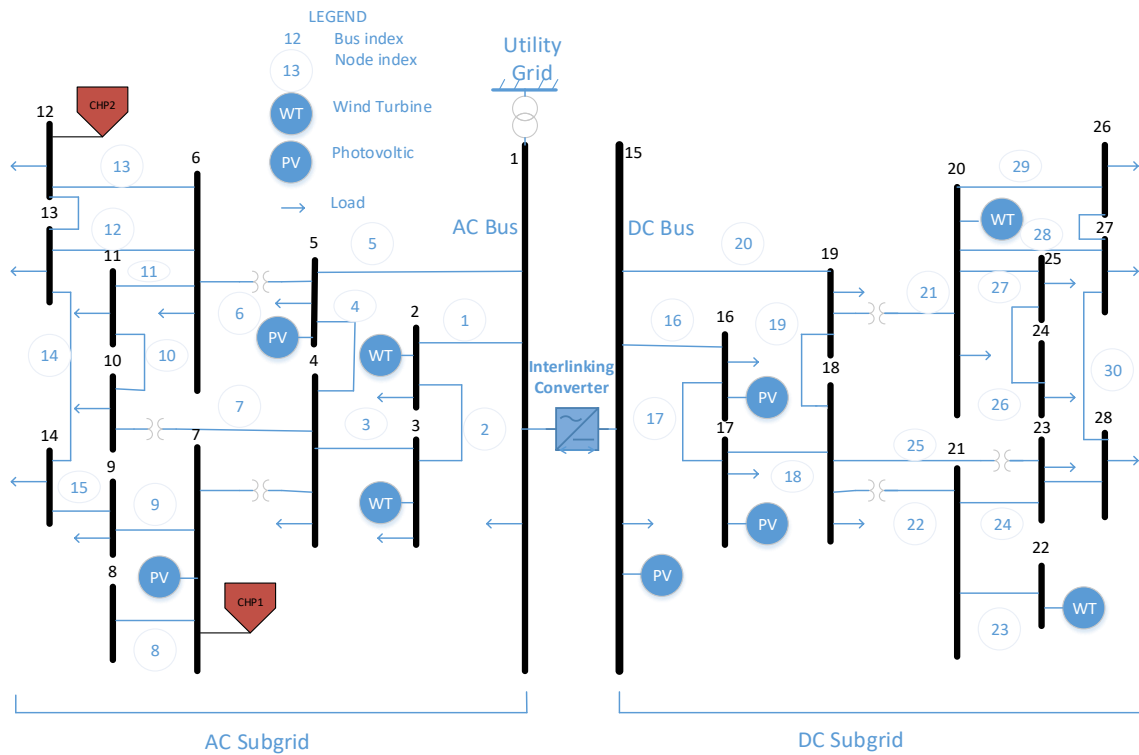 LEGEND
12 Bus index
13 Node index
WT Wind Turbine
PV Photovoltic
Load
Utility
Grid
CHP2
12
13
6
13
12
11
11
5
5
1
AC Bus
4
6
PV
2
1
WT
14
10
10
7
4
3
3
2
14
9
7
15
9
WT
8
PV
CHP1
8
Interlinking
Converter
15
DC Bus
20
19
16
16
19
21
20
WT
29
26
28
27
25
27
24
PV
18
17
17
26
30
25
21
23
28
18
PV
22
24
22
PV
23
WT
AC Subgrid
DC Subgrid